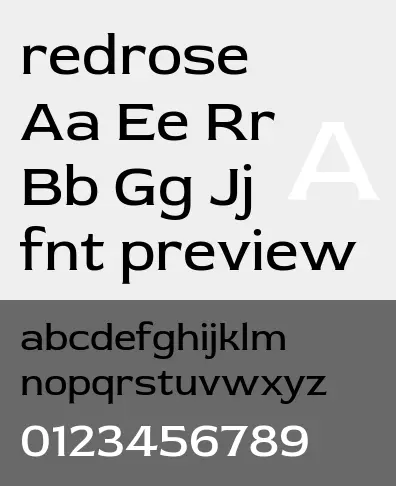 redrose
Aa Ee Rr
A
Bb Gg Jj
fnt preview
abcdefghijklm
nopqrstuvwxyz
0123456789